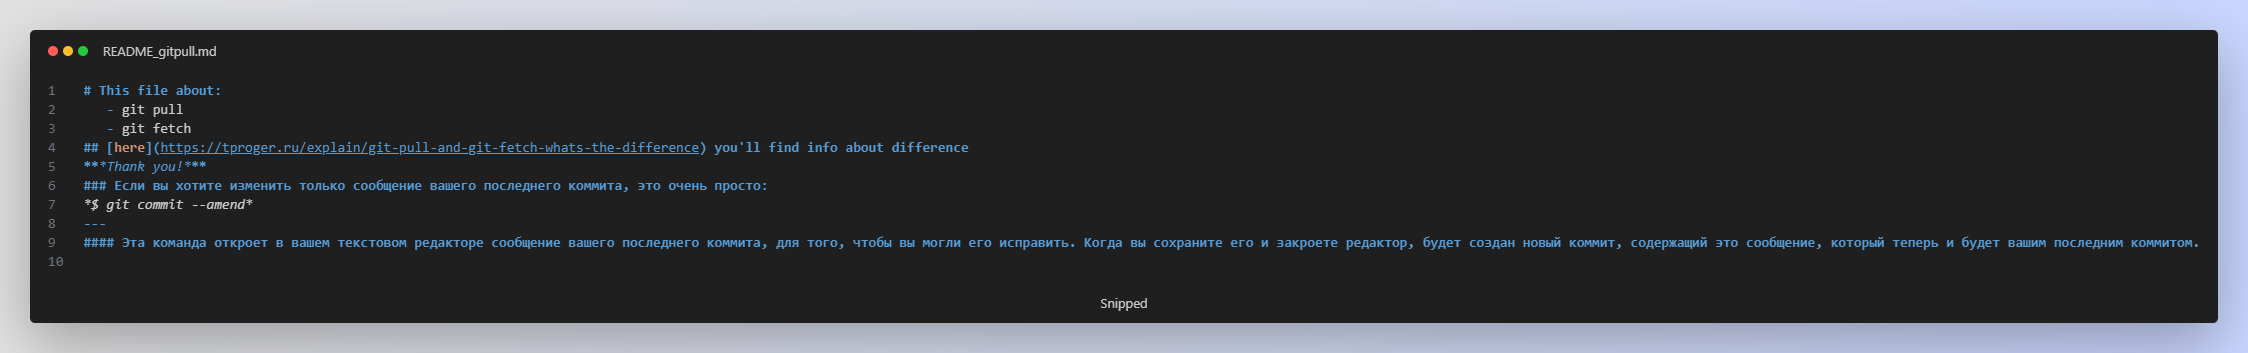 README_gitpull.md
1 # This file about:
2 - git pull
3 - git fetch
4 ## [here](https://tproger.ru/explain/git-pull-and-git-fetch-whats-the-difference) you'll find info about difference
5 ***Thank you!***
6 ### Если вы хотите изменить только сообщение вашего последнего коммита, это очень просто:
7 *$ git commit --amend*
8 ---
9 #### Эта команда откроет в вашем текстовом редакторе сообщение вашего последнего коммита, для того, чтобы вы могли его исправить. Когда вы сохраните его и закроете редактор, будет создан новый коммит, содержащий это сообщение, который теперь и будет вашим последним коммитом.
10
Snipped